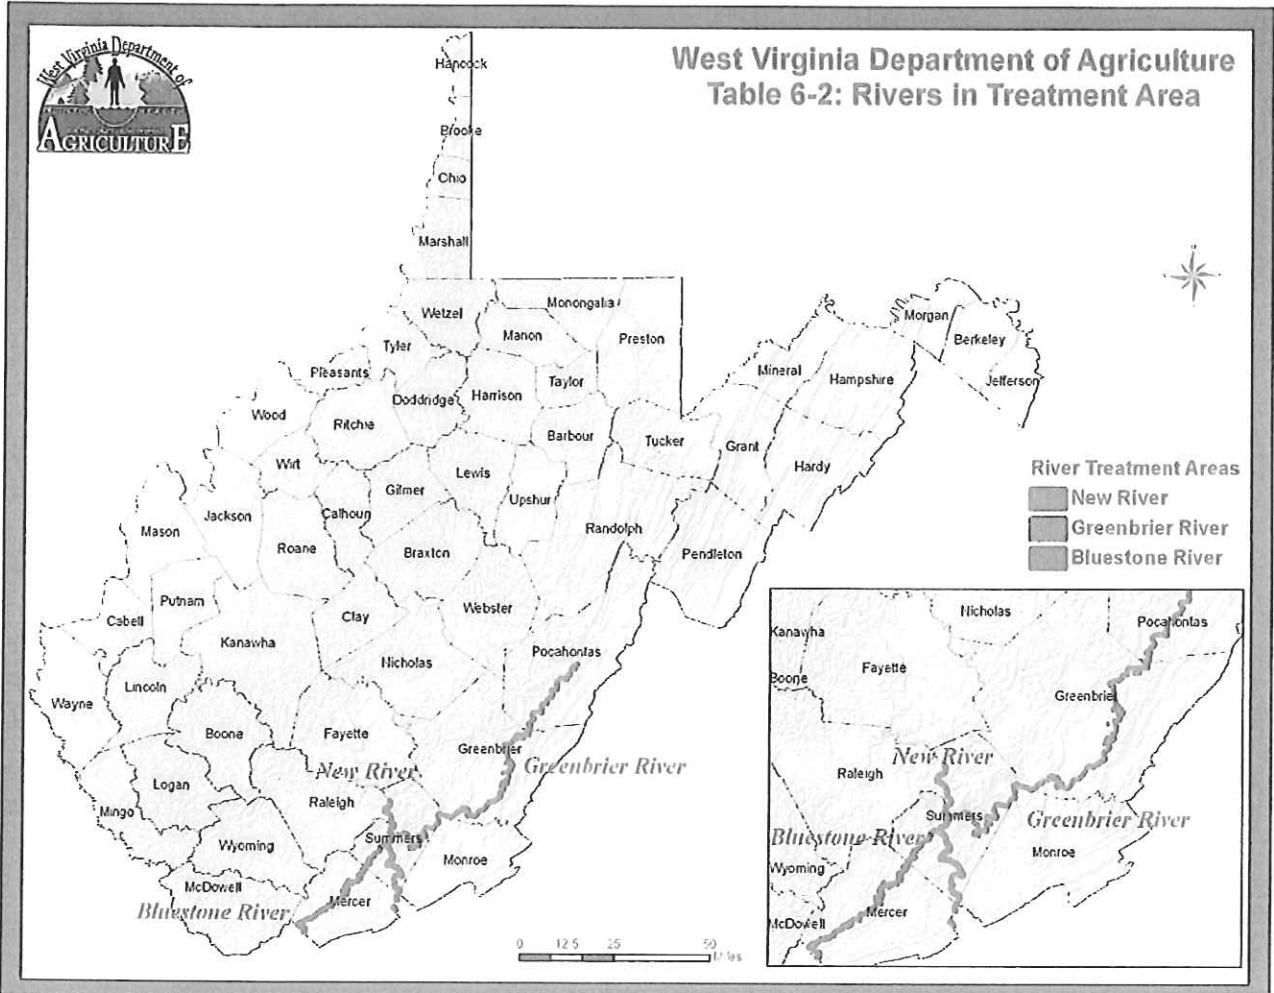 West Virginia Department of
AGRICULTURE
West Virginia Department of Agriculture
Table 6-2: Rivers in Treatment Area
Hancock
Brooke
Ohio
Marshall
Wetzel
Monongalia
Marion
Preston
Tyler
Pleasants
Doddridge
Harrison
Taylor
Mineral
Hampshire
Morgan
Berkeley
Jefferson
Wood
Ritchie
Barbour
Tucker
Grant
Hardy
Wirt
Lewis
Gilmer
Upshur
Calhoun
Randolph
Pendleton
Jackson
Mason
Roane
Braxton
Putnam
Cabell
Clay
Webster
Kanawha
Nicholas
Pocahontas
Lincoln
Wayne
Boone
Fayette
Greenbrier
New River
Greenbrier River
Logan
Raleigh
Mingo
Summers
Wyoming
Monroe
McDowell
Mercer
Bluestone River
River Treatment Areas
New River
Greenbrier River
Bluestone River
Nicholas
Pocahontas
Kanawha
Fayette
Boone
Greenbrier
New River
Raleigh
Summers
Greenbrier River
Bluestone River
Monroe
Wyoming
Mercer
McDowell
0 12.5 25 50
Miles